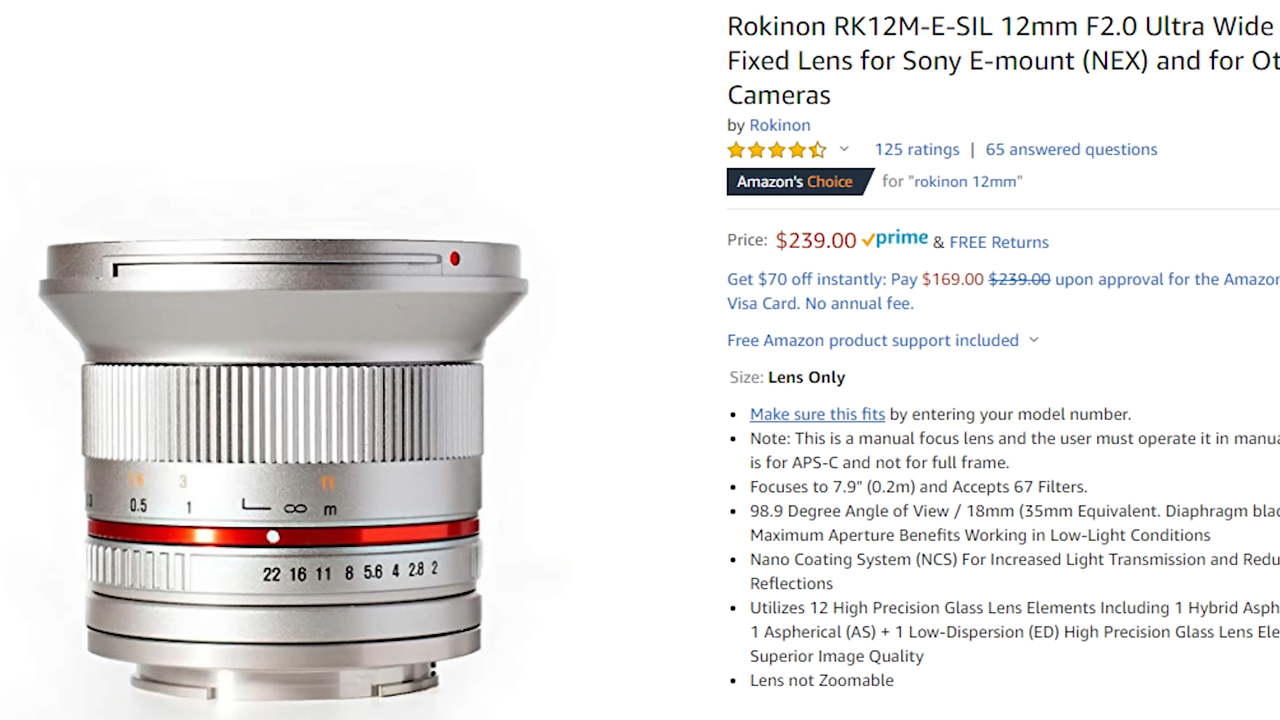 Rokinon RK12M-E-SIL 12mm F2.0 Ultra Wide
Fixed Lens for Sony E-mount (NEX) and for Ot
Cameras
by Rokinon
125 ratings | 65 answered questions
Amazon's Choice for "rokinon 12mm"
Price: $239.00 prime & FREE Returns
Get $70 off instantly: Pay $169.00 $239.00 upon approval for the Amazon
Visa Card. No annual fee.
Free Amazon product support included
Size: Lens Only
Make sure this fits by entering your model number.
Note: This is a manual focus lens and the user must operate it in manua
is for APS-C and not for full frame.
Focuses to 7.9" (0.2m) and Accepts 67 Filters.
98.9 Degree Angle of View / 18mm (35mm Equivalent. Diaphragm blad
Maximum Aperture Benefits Working in Low-Light Conditions
Nano Coating System (NCS) For Increased Light Transmission and Redu
Reflections
Utilizes 12 High Precision Glass Lens Elements Including 1 Hybrid Asph
1 Aspherical (AS) + 1 Low-Dispersion (ED) High Precision Glass Lens Ele
Superior Image Quality
Lens not Zoomable
3 ft
0.5 1 ∞ m
22 16 11 8 5.6 4 2.8 2